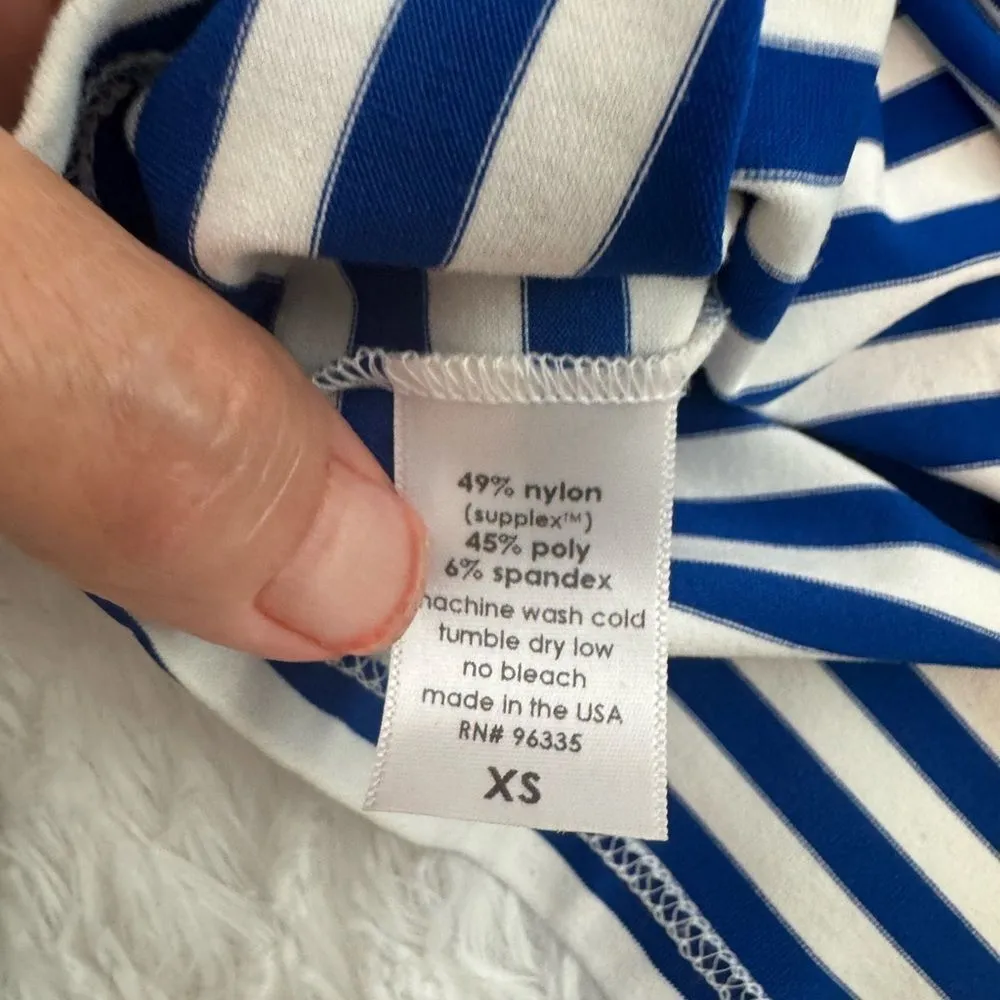 49% nylon
(supplex™)
45% poly
6% spandex
machine wash cold
tumble dry low
no bleach
made in the USA
RN# 96335
XS